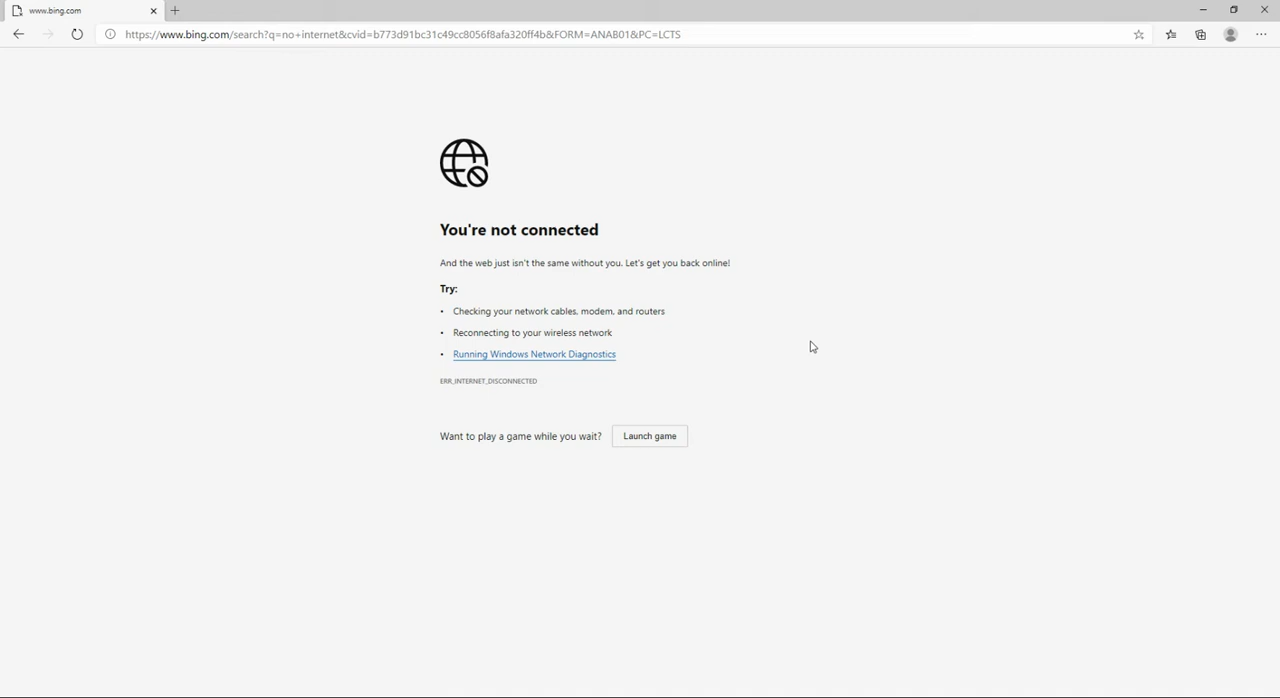 www.bing.com
https://www.bing.com/search?q=no+internet&cvid=b773d91bc31c49cc8056f8afa320ff4b&FORM=ANAB01&PC=LCTS
You're not connected
And the web just isn't the same without you. Let's get you back online!
Try:
• Checking your network cables, modem, and routers
• Reconnecting to your wireless network
• Running Windows Network Diagnostics
ERR_INTERNET_DISCONNECTED
Want to play a game while you wait? Launch game